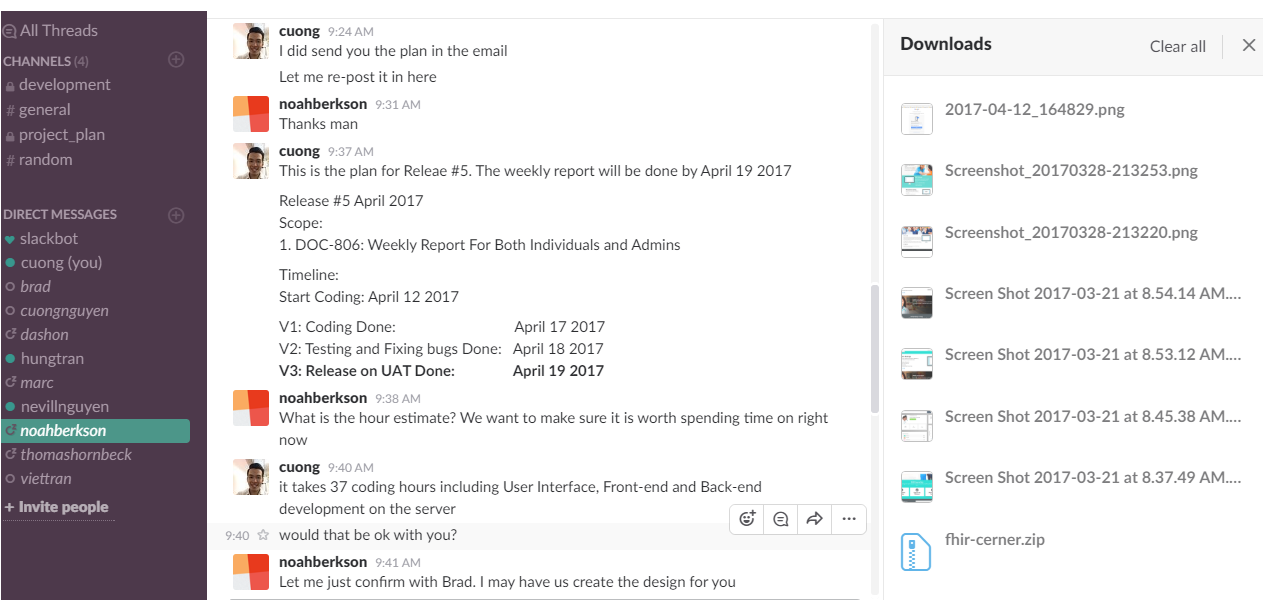 All Threads
CHANNELS (4)
development
# general
project_plan
# random
DIRECT MESSAGES
slackbot
cuong (you)
brad
cuongnguyen
dashon
hungtran
marc
nevillnguyen
noahberkson
thomashornbeck
viettran
+ Invite people
cuong 9:24 AM
I did send you the plan in the email
Let me re-post it in here
noahberkson 9:31 AM
Thanks man
cuong 9:37 AM
This is the plan for Releae #5. The weekly report will be done by April 19 2017
Release #5 April 2017
Scope:
1. DOC-806: Weekly Report For Both Individuals and Admins
Timeline:
Start Coding: April 12 2017
V1: Coding Done: April 17 2017
V2: Testing and Fixing bugs Done: April 18 2017
V3: Release on UAT Done: April 19 2017
noahberkson 9:38 AM
What is the hour estimate? We want to make sure it is worth spending time on right
now
cuong 9:40 AM
it takes 37 coding hours including User Interface, Front-end and Back-end
development on the server
9:40 would that be ok with you?
noahberkson 9:41 AM
Let me just confirm with Brad. I may have us create the design for you
Downloads
Clear all
2017-04-12_164829.png
Screenshot_20170328-213253.png
Screenshot_20170328-213220.png
Screen Shot 2017-03-21 at 8.54.14 AM....
Screen Shot 2017-03-21 at 8.53.12 AM....
Screen Shot 2017-03-21 at 8.45.38 AM....
Screen Shot 2017-03-21 at 8.37.49 AM....
fhir-cerner.zip